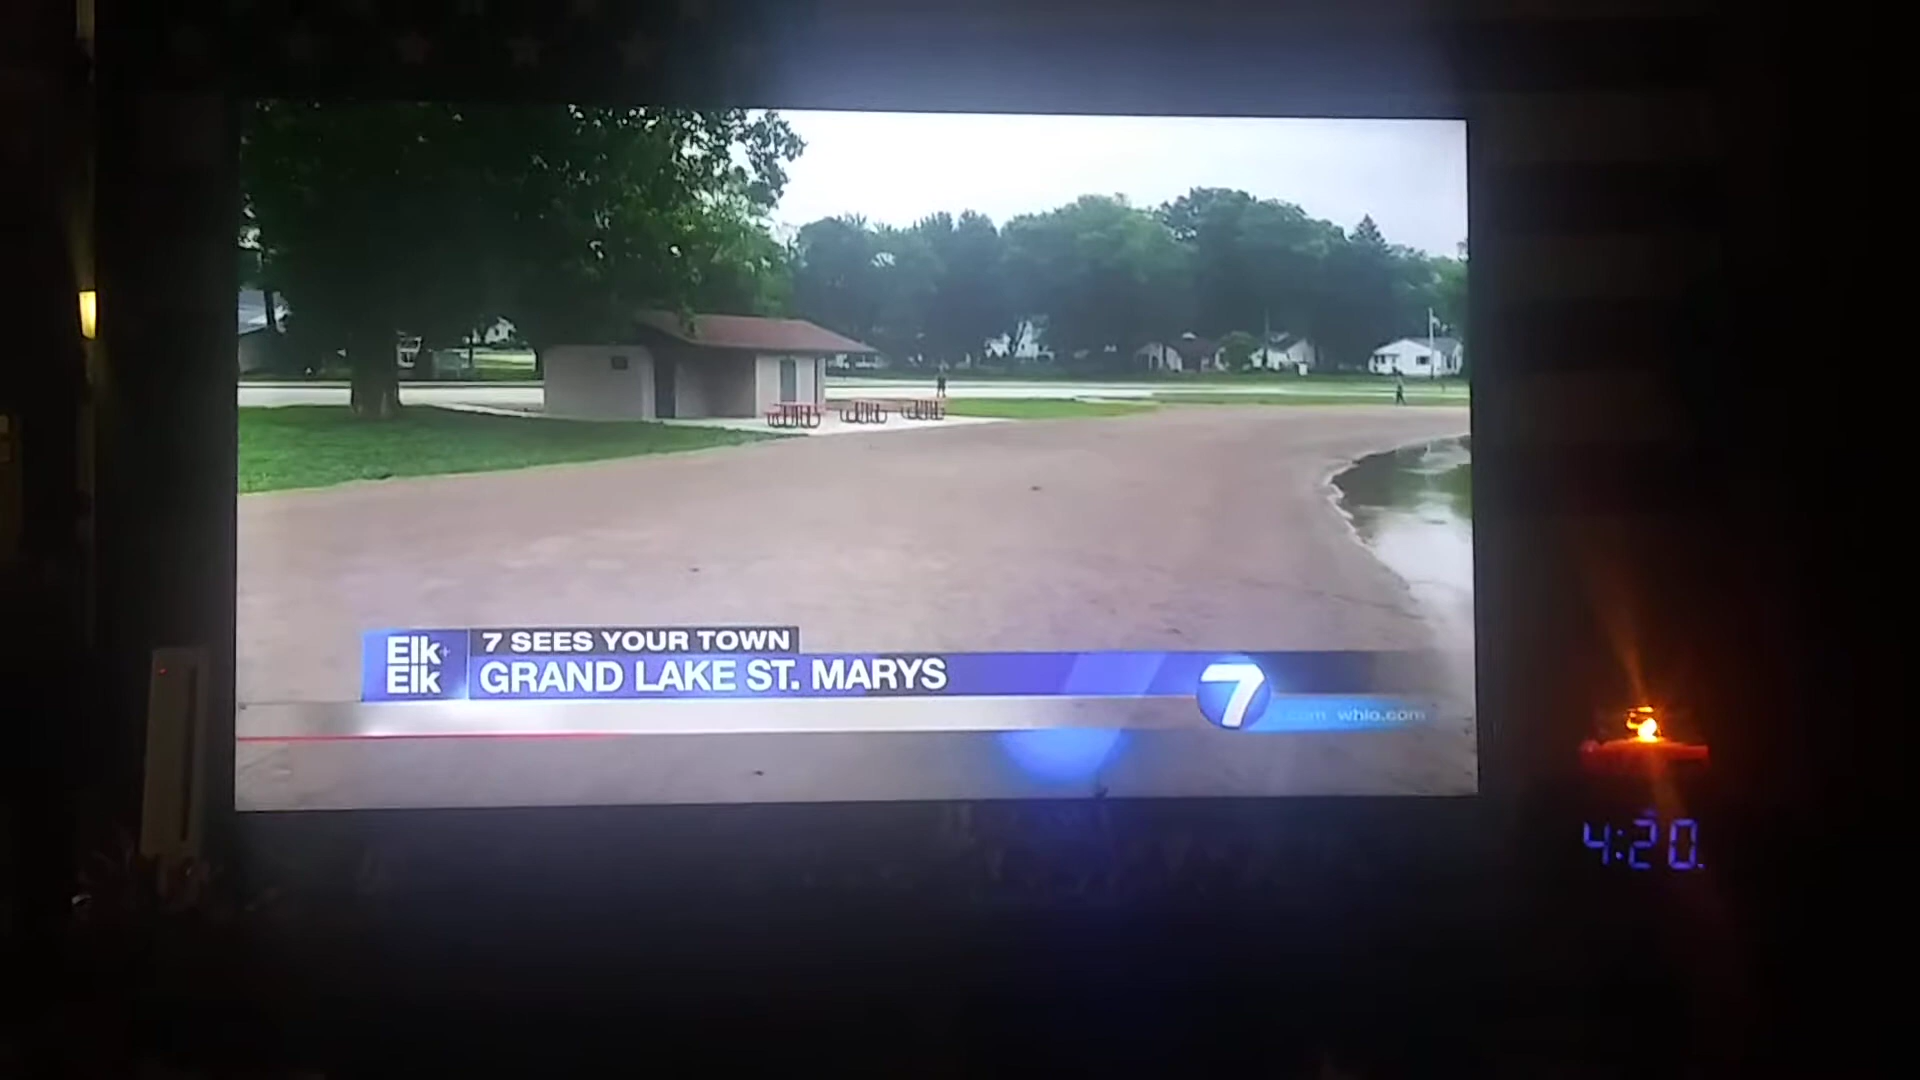 Elk+
Elk
7 SEES YOUR TOWN
GRAND LAKE ST. MARYS
7
whio.com
4:20